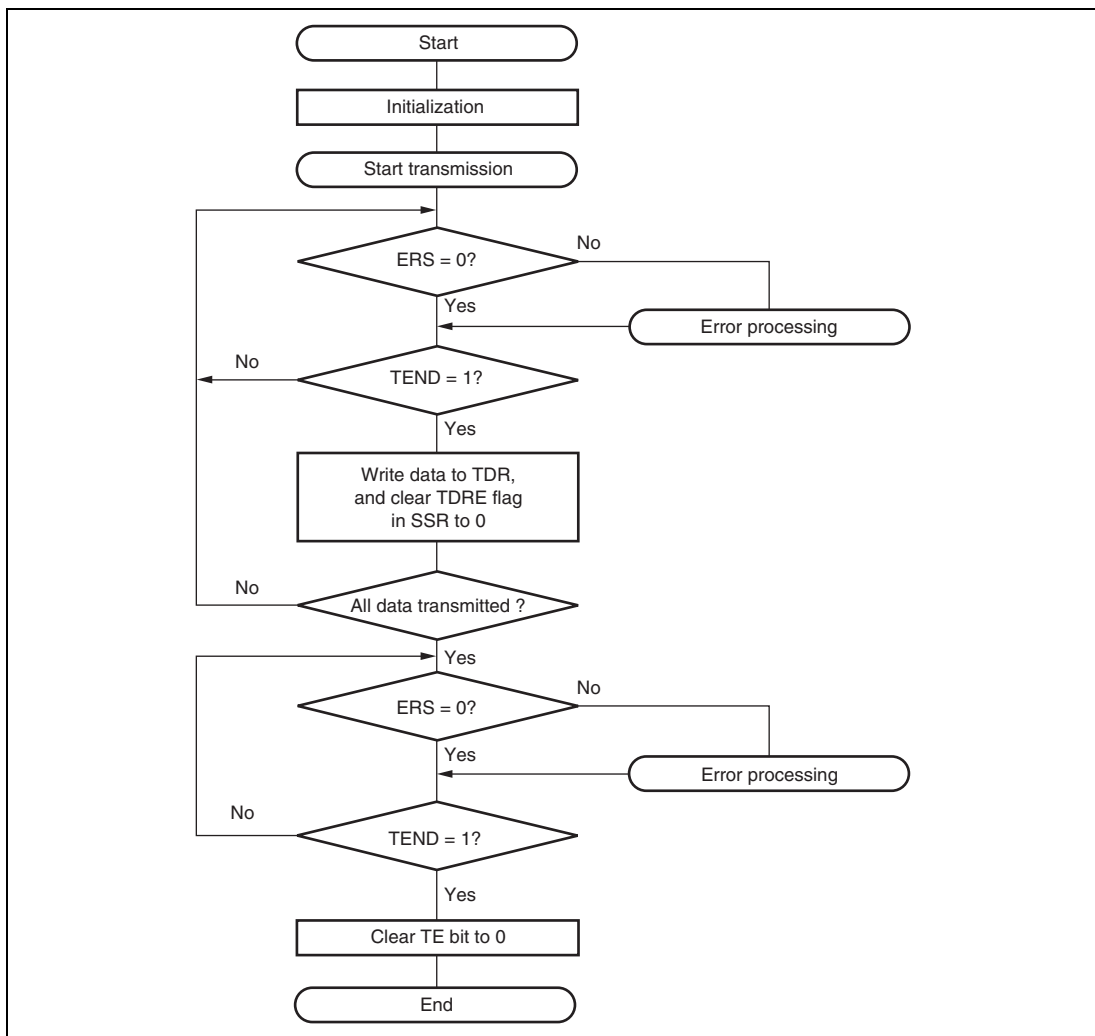 Start
Initialization
Start transmission
No
ERS = 0?
Yes
Error processing
No
TEND = 1?
Yes
Write data to TDR,
and clear TDRE flag
in SSR to 0
No
All data transmitted ?
Yes
No
ERS = 0?
Yes
Error processing
No
TEND = 1?
Yes
Clear TE bit to 0
End